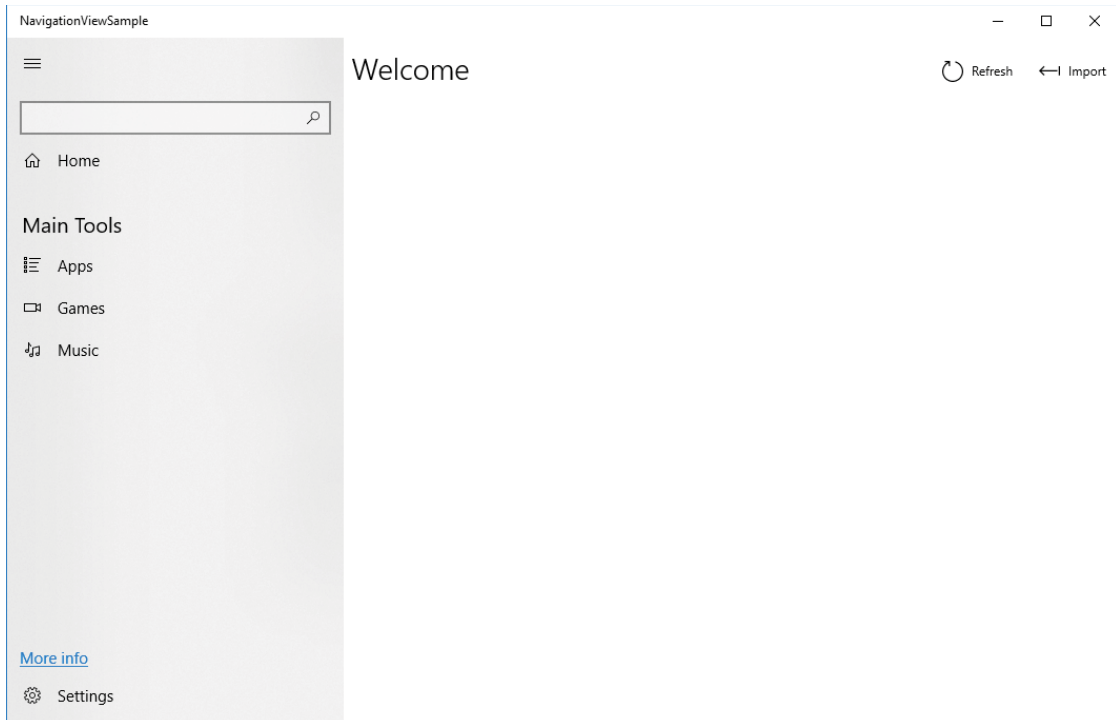 NavigationViewSample
Welcome
Refresh
Import
Home
Main Tools
Apps
Games
Music
More info
Settings